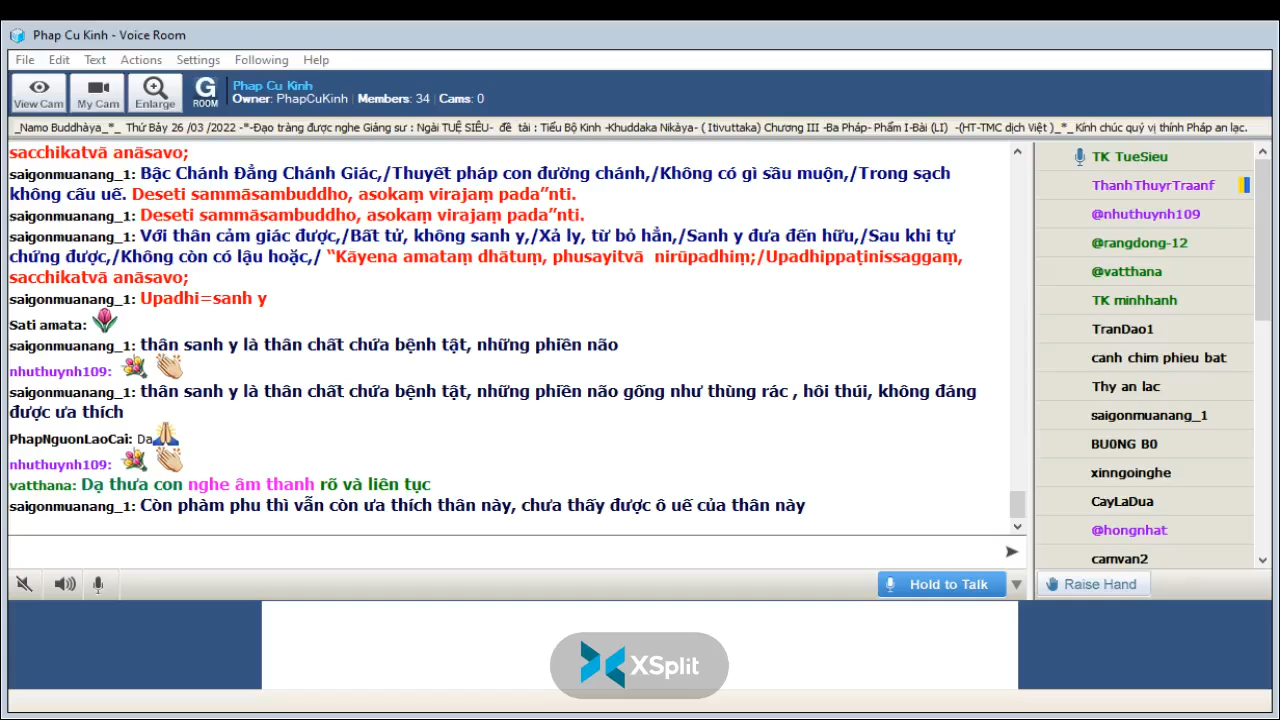 Phap Cu Kinh - Voice Room
File Edit Text Actions Settings Following Help
View Cam My Cam Enlarge G ROOM
Phap Cu Kinh
Owner: PhapCuKinh | Members: 34 | Cams: 0
_Namo Buddhàya_*_ Thứ Bảy 26 /03 /2022 -*-Đạo tràng được nghe Giảng sư : Ngài TUỆ SIÊU- đề tài : Tiểu Bộ Kinh -Khuddaka Nikàya- ( Itivuttaka) Chương III -Ba Pháp- Phẩm I-Bài (LI) -(HT-TMC dịch Việt )_*_ Kính chúc quý vị thính Pháp an lạc.
sacchikatvā anāsavo;
saigonmuanang_1: Bậc Chánh Đẳng Chánh Giác,/Thuyết pháp con đường chánh,/Không có gì sầu muộn,/Trong sạch
không cấu uế. Deseti sammāsambuddho, asokaṃ virajaṃ pada”nti.
saigonmuanang_1: Deseti sammāsambuddho, asokaṃ virajaṃ pada”nti.
saigonmuanang_1: Với thân cảm giác được,/Bất tử, không sanh y,/Xả ly, từ bỏ hẳn,/Sanh y đưa đến hữu,/Sau khi tự
chứng được,/Không còn có lậu hoặc,/ “Kāyena amataṃ dhātuṃ, phusayitvā nirūpadhiṃ;/Upadhippaṭinissaggaṃ,
sacchikatvā anāsavo;
saigonmuanang_1: Upadhi=sanh y
Sati amata:
saigonmuanang_1: thân sanh y là thân chất chứa bệnh tật, những phiền não
nhuthuynh109:
saigonmuanang_1: thân sanh y là thân chất chứa bệnh tật, những phiền não gống như thùng rác , hôi thúi, không đáng
được ưa thích
PhapNguonLaoCai: Da
nhuthuynh109:
vatthana: Dạ thưa con nghe âm thanh rõ và liên tục
saigonmuanang_1: Còn phàm phu thì vẫn còn ưa thích thân này, chưa thấy được ô uế của thân này
TK TueSieu
ThanhThuyrTraanf
@nhuthuynh109
@rangdong-12
@vatthana
TK minhhanh
TranDao1
canh chim phieu bat
Thy an lac
saigonmuanang_1
BU0NG B0
xinngoinghe
CayLaDua
@hongnhat
camvan2
Hold to Talk
Raise Hand
XSplit